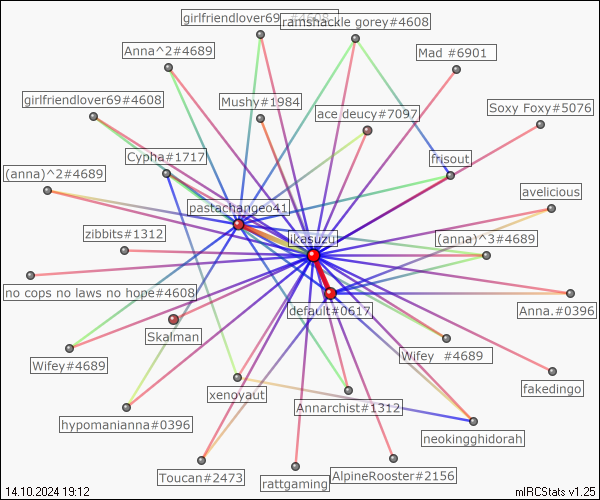 girlfriendlover69_#4608
ramshackle gorey#4608
Anna^2#4689
Mad #6901
girlfriendlover69#4608
Mushy#1984
ace deucy#7097
Soxy Foxy#5076
Cypha#1717
frisout
(anna)^2#4689
avelicious
pastachangeo41
zibbits#1312
ikasuzu
(anna)^3#4689
no cops no laws no hope#4608
default#0617
Anna.#0396
Skalman
Wifey#4689
Wifey #4689
fakedingo
xenoyaut
Annarchist#1312
hypomanianna#0396
neokingghidorah
Toucan#2473
rattgaming
AlpineRooster#2156
14.10.2024 19:12
mIRCStats v1.25